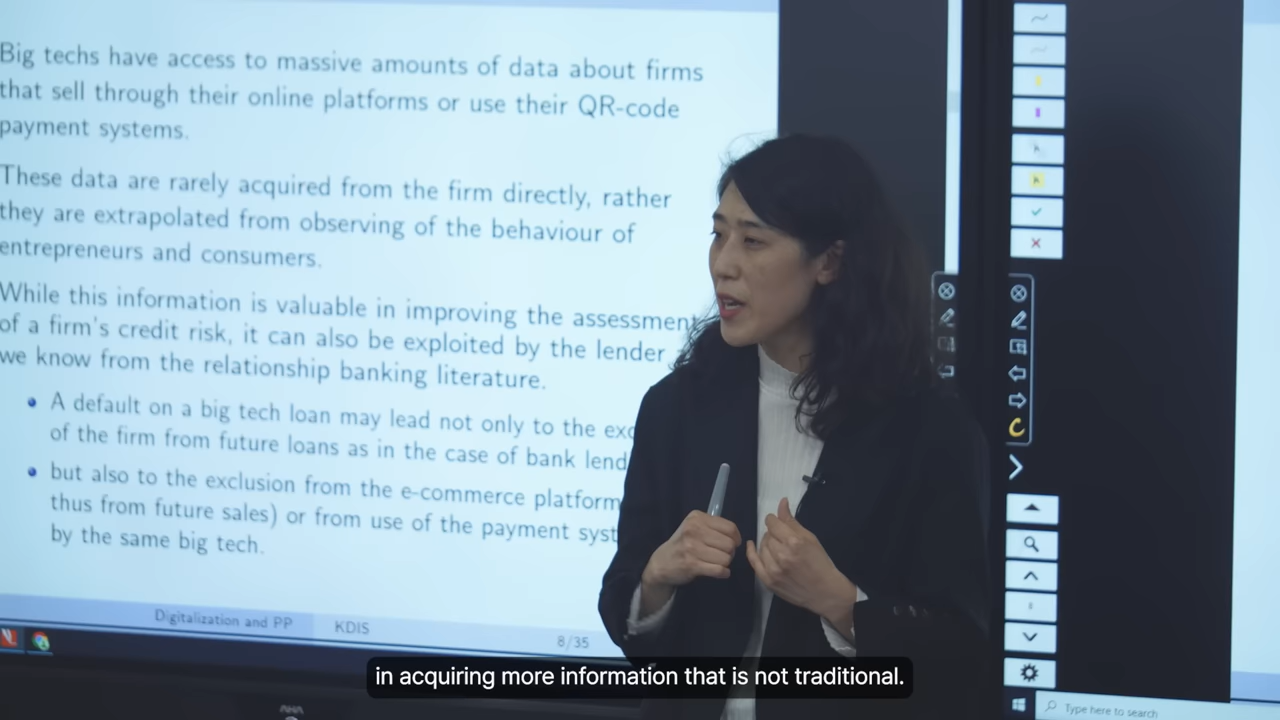 Big techs have access to massive amounts of data about firms
that sell through their online platforms or use their QR-code
payment systems.
These data are rarely acquired from the firm directly, rather
they are extrapolated from observing of the behaviour of
entrepreneurs and consumers.
While this information is valuable in improving the assessment
of a firm's credit risk, it can also be exploited by the lender
we know from the relationship banking literature.
A default on a big tech loan may lead not only to the
of the firm from future loans as in the case of bank
but also to the exclusion from the e-commerce platform
thus from future sales) or from use of the payment
by the same big tech.
Digitalization and PP KDIS 8/35
in acquiring more information that is not traditional.
Type here to search